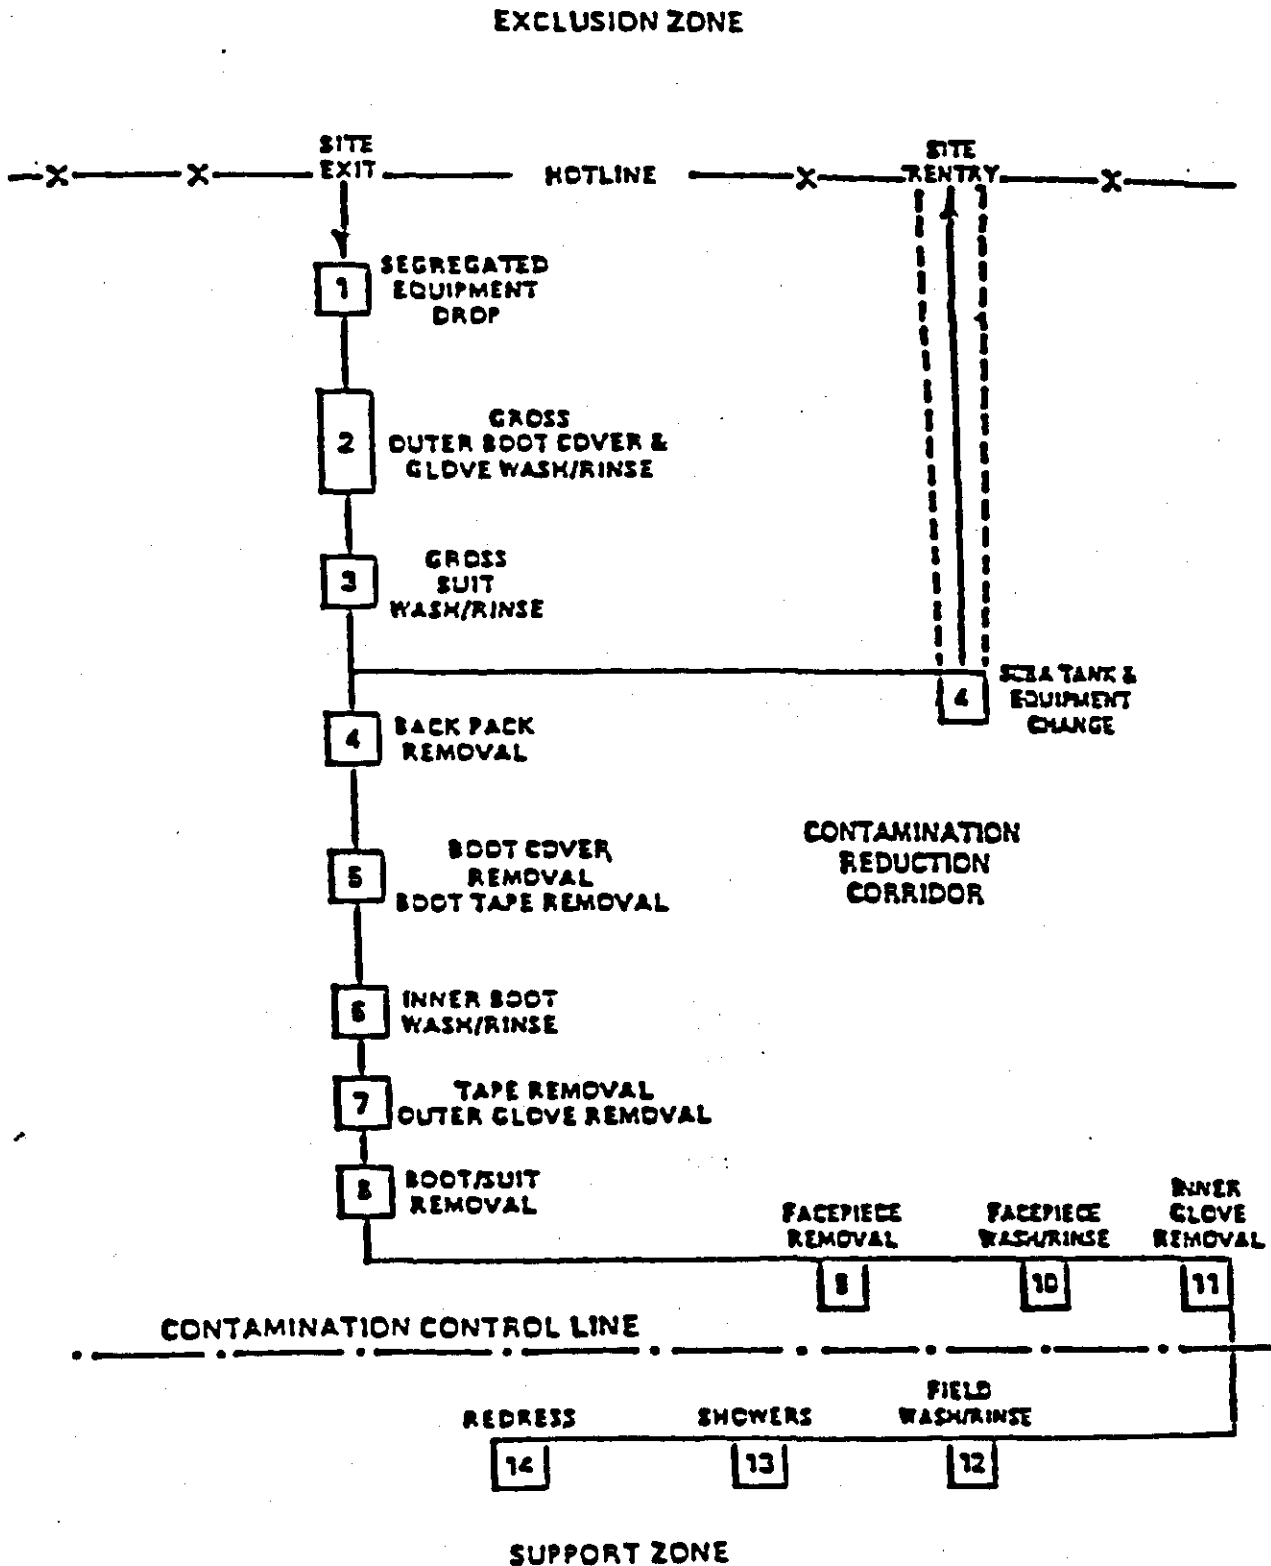 EXCLUSION ZONE
SITE
EXIT
HOTLINE
SITE
RENTRY
1
SEGREGATED
EQUIPMENT
DROP
2
GROSS
OUTER BOOT COVER &
GLOVE WASH/RINSE
3
GROSS
SUIT
WASH/RINSE
4
BACK PACK
REMOVAL
4
SCBA TANK &
EQUIPMENT
CHANGE
CONTAMINATION
REDUCTION
CORRIDOR
5
BOOT COVER
REMOVAL
BOOT TAPE REMOVAL
6
INNER BOOT
WASH/RINSE
7
TAPE REMOVAL
OUTER GLOVE REMOVAL
8
BOOT/SUIT
REMOVAL
FACEPIECE
REMOVAL
9
FACEPIECE
WASH/RINSE
10
INNER
GLOVE
REMOVAL
11
CONTAMINATION CONTROL LINE
REDRESS
14
SHOWERS
13
FIELD
WASH/RINSE
12
SUPPORT ZONE